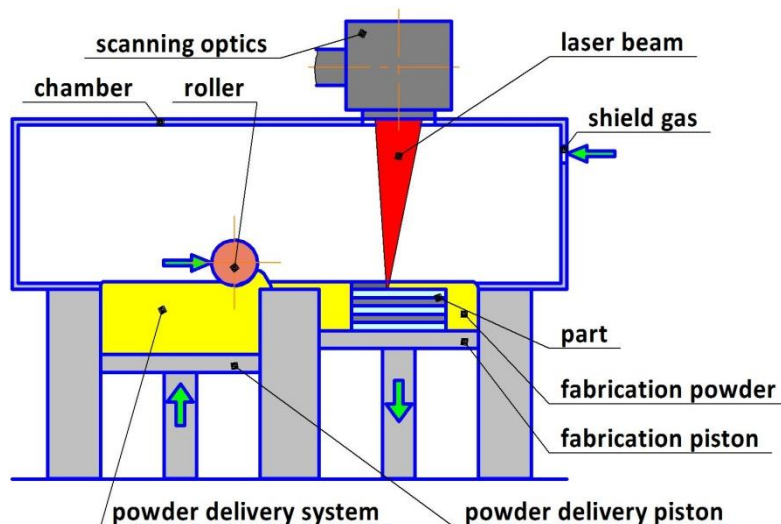 scanning optics
laser beam
chamber
roller
shield gas
part
fabrication powder
fabrication piston
powder delivery system
powder delivery piston